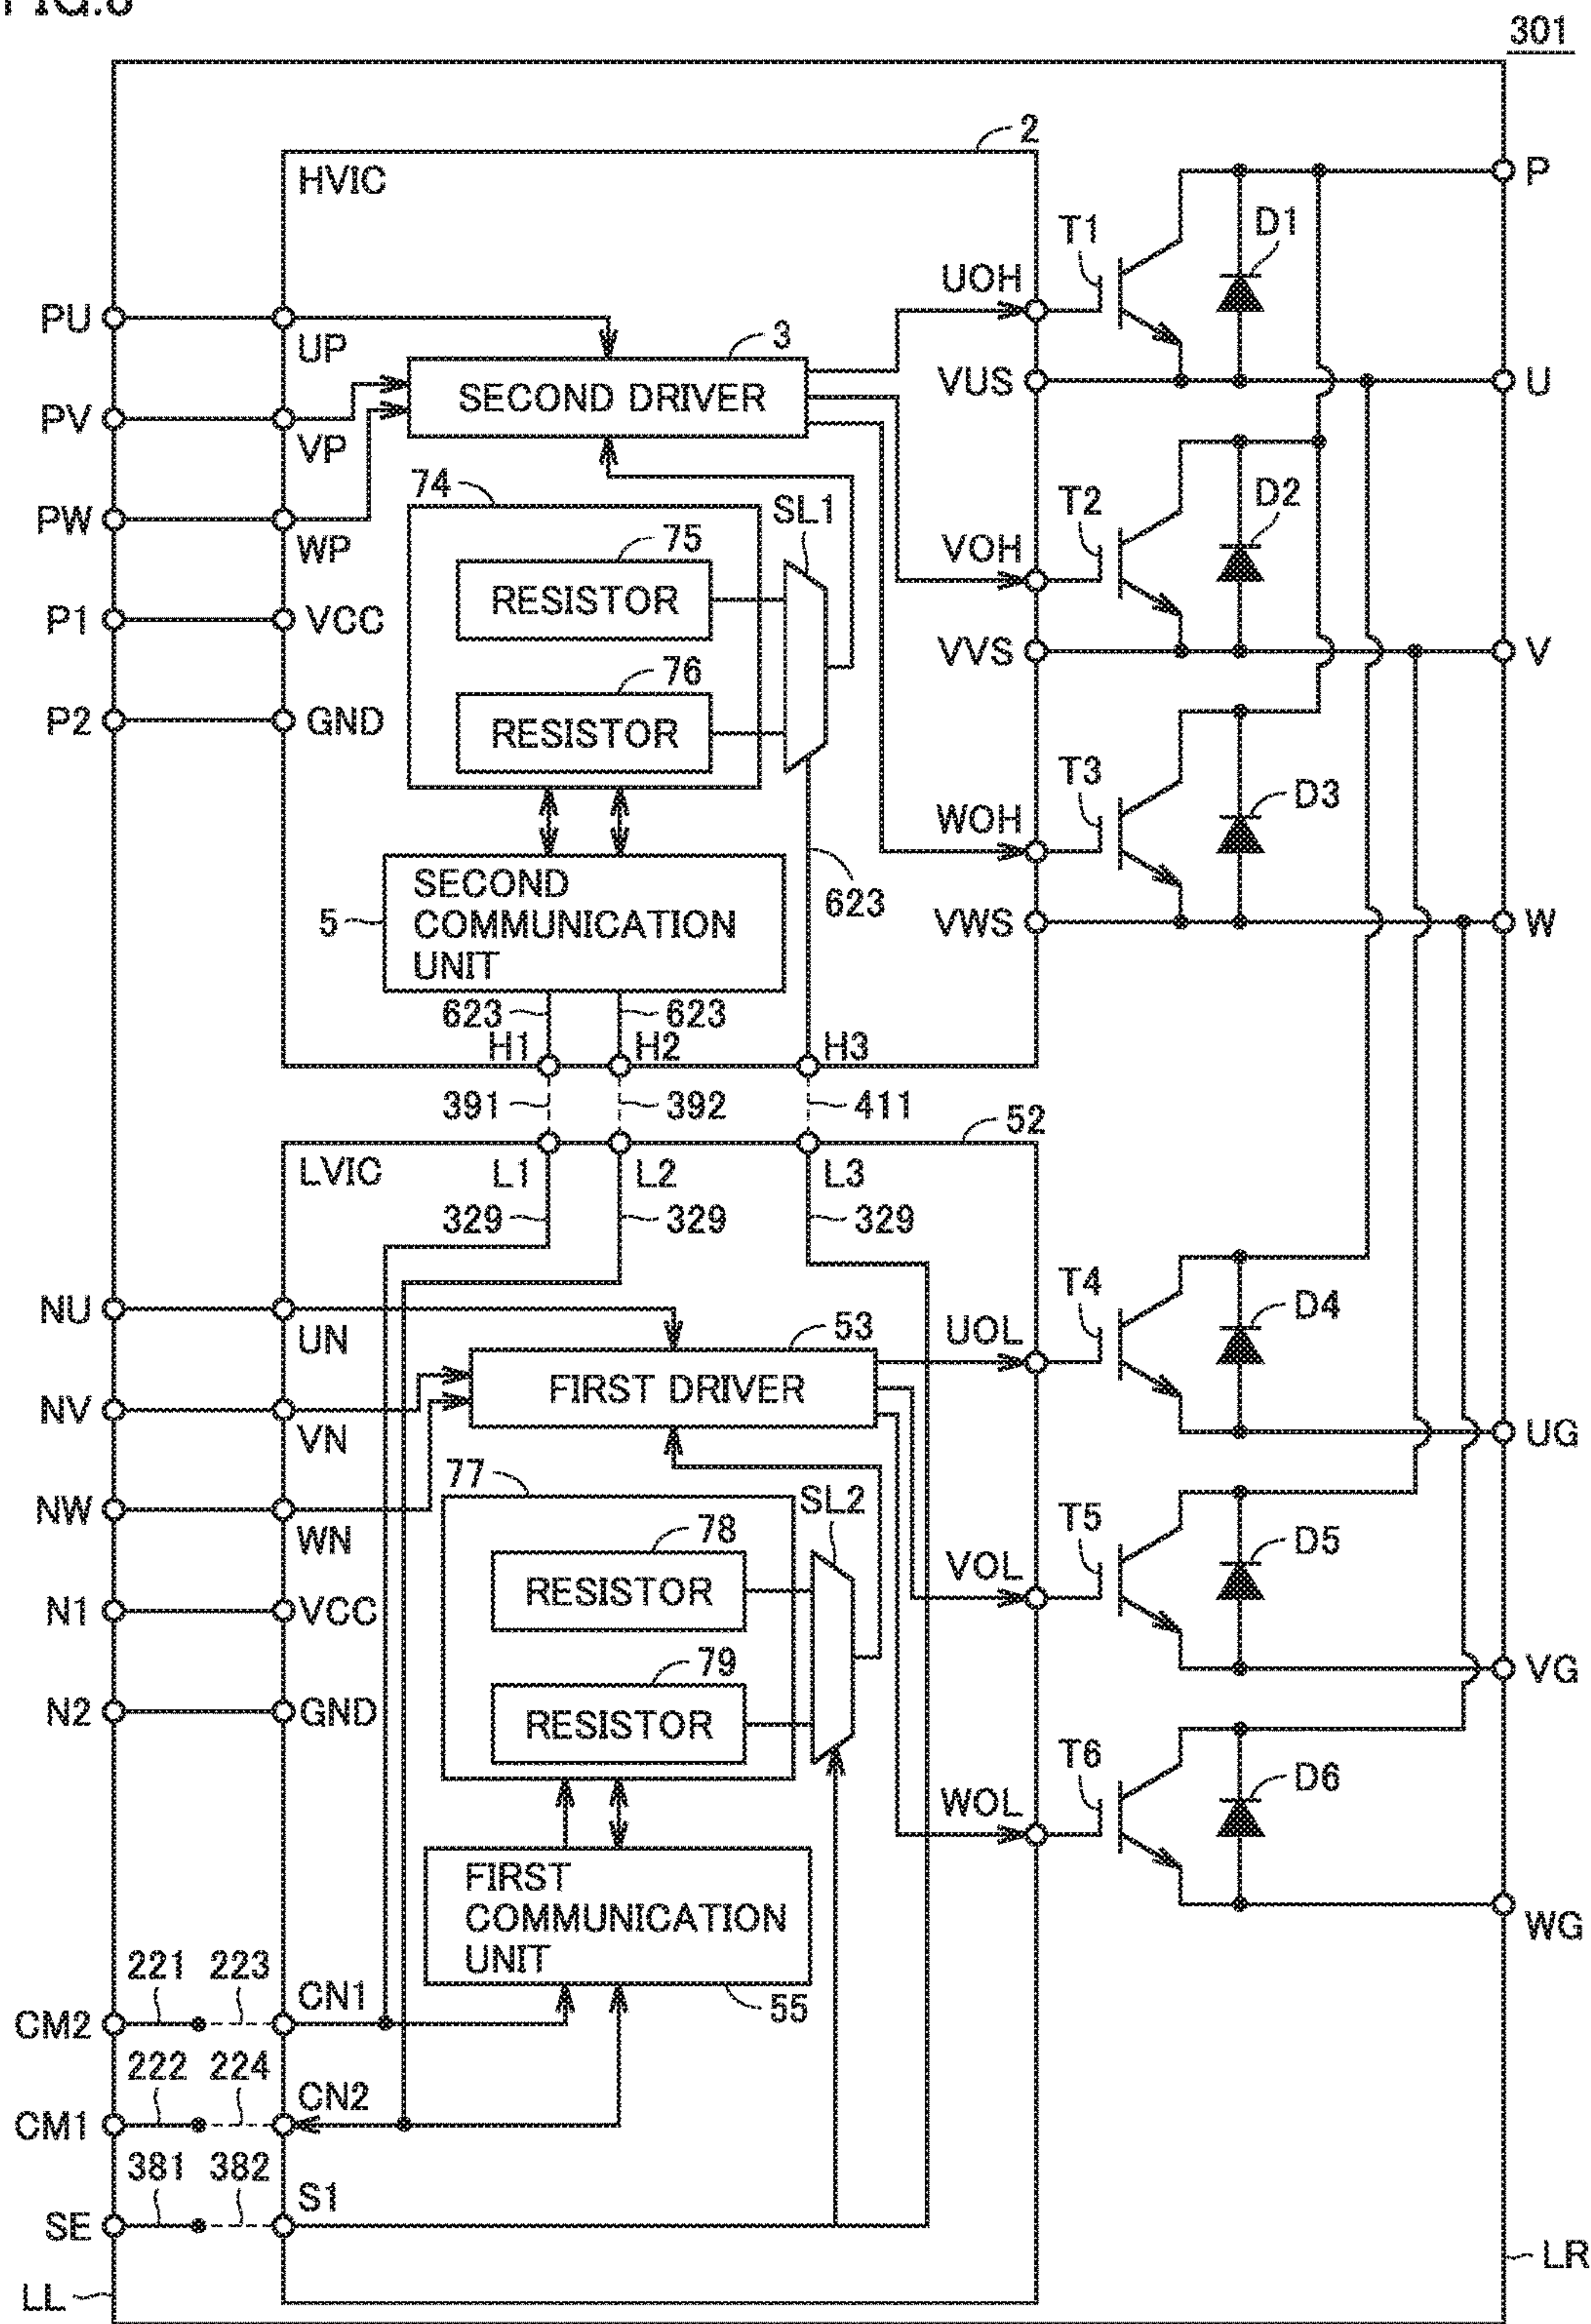 FIG.8
301
2
HVIC
P
T1
D1
UOH
PU
UP
3
SECOND DRIVER
VUS
U
PV
VP
74
SL1
T2
D2
PW
WP
75
RESISTOR
VOH
P1
VCC
76
RESISTOR
VVS
V
P2
GND
T3
D3
WOH
5
SECOND
COMMUNICATION
UNIT
623
VWS
W
623
623
H1
H2
H3
391
392
411
52
LVIC
L1
L2
L3
329
329
329
NU
UN
53
UOL
T4
D4
FIRST DRIVER
NV
VN
UG
77
SL2
NW
WN
78
T5
D5
RESISTOR
VOL
N1
VCC
79
VG
N2
GND
RESISTOR
T6
D6
WOL
FIRST
COMMUNICATION
UNIT
WG
221
223
CN1
55
CM2
222
224
CN2
CM1
381
382
S1
SE
LR
LL